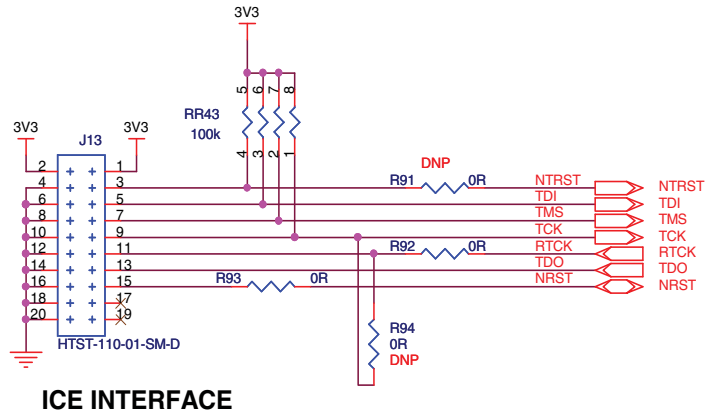 3V3
5 6 7 8
RR43
100k
4 3 2 1
3V3
3V3
J13
2 1
4 3
6 5
8 7
10 9
12 11
14 13
16 15
18 17
20 19
HTST-110-01-SM-D
DNP
R91 0R
R92 0R
R93 0R
R94
0R
DNP
NTRST NTRST
TDI TDI
TMS TMS
TCK TCK
RTCK RTCK
TDO TDO
NRST NRST
ICE INTERFACE